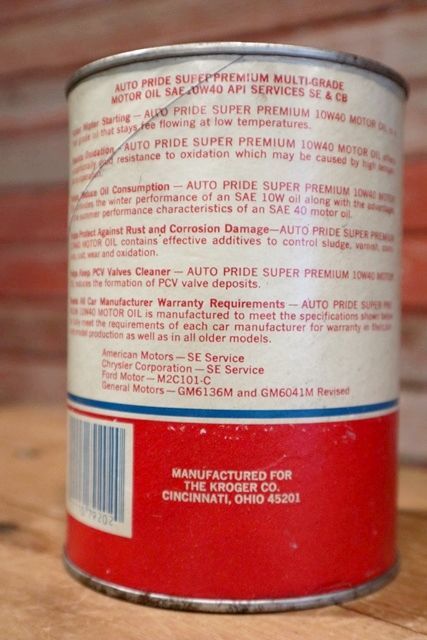 AUTO PRIDE SUPER PREMIUM MULTI-GRADE
MOTOR OIL SAE 10W40 API SERVICES SE & CB
Winter Starting — AUTO PRIDE SUPER PREMIUM 10W40 MOTOR OIL
that stays free flowing at low temperatures.
Oxidation— AUTO PRIDE SUPER PREMIUM 10W40 MOTOR OIL
resistance to oxidation which may be caused by high
Oil Consumption — AUTO PRIDE SUPER PREMIUM 10W40
the winter performance of an SAE 10W oil along with the
summer performance characteristics of an SAE 40 motor oil.
Protect Against Rust and Corrosion Damage—AUTO PRIDE SUPER PREMIUM
MOTOR OIL contains effective additives to control sludge, varnish,
rust, wear and oxidation.
Keep PCV Valves Cleaner — AUTO PRIDE SUPER PREMIUM 10W40
the formation of PCV valve deposits.
All Car Manufacturer Warranty Requirements — AUTO PRIDE SUPER
10W40 MOTOR OIL is manufactured to meet the specifications shown below
fully meet the requirements of each car manufacturer for warranty in
model production as well as in all older models.
American Motors — SE Service
Chrysler Corporation — SE Service
Ford Motor — M2C101-C
General Motors — GM6136M and GM6041M Revised
MANUFACTURED FOR
THE KROGER CO.
CINCINNATI, OHIO 45201
79202